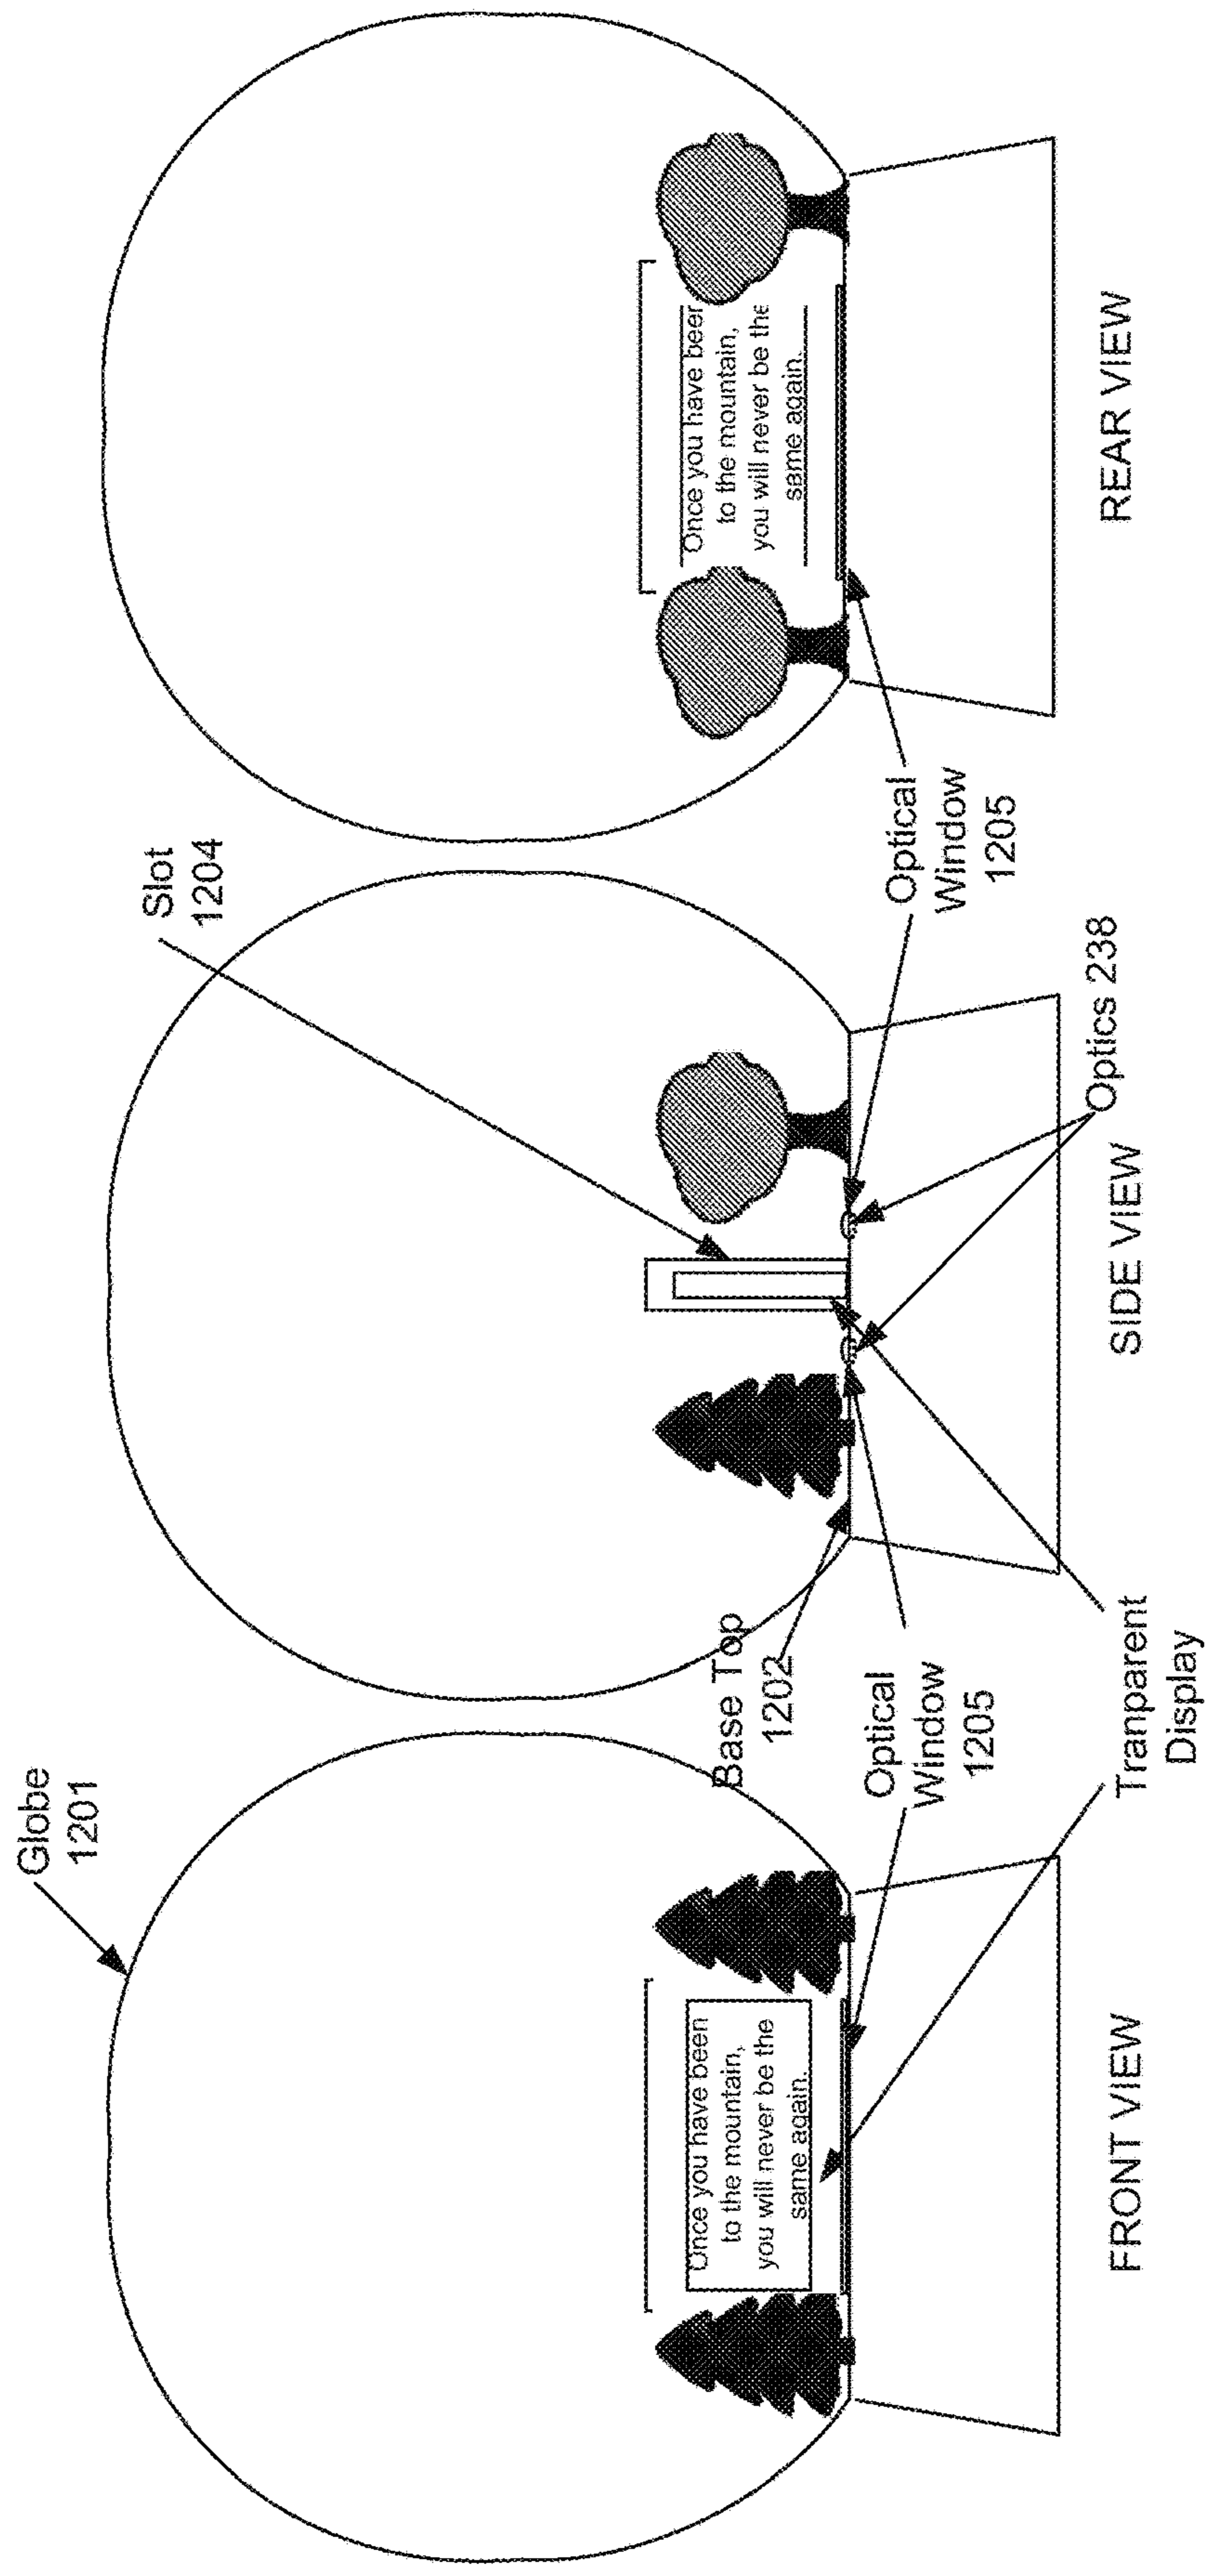 Globe
1201
Once you have been
to the mountain,
you will never be the
same again.
FRONT VIEW
Base Top
1202
Optical
Window
1205
Tranparent
Display
Slot
1204
SIDE VIEW
Optics 238
Optical
Window
1205
Once you have beer
to the mountain,
you will never be the
same again.
REAR VIEW